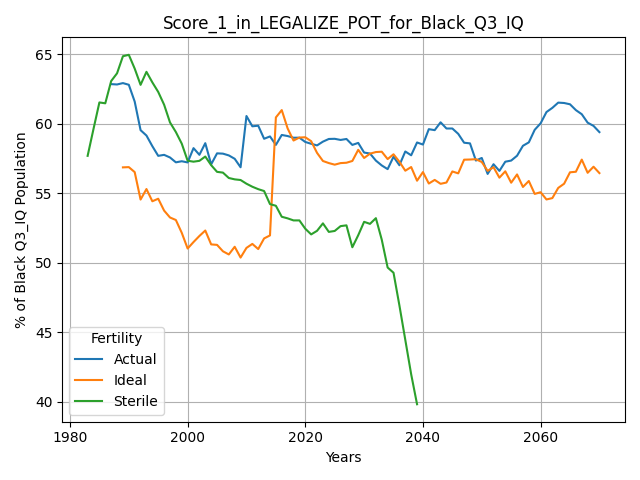 Score_1_in_LEGALIZE_POT_for_Black_Q3_IQ
% of Black Q3_IQ Population
65
60
55
50
45
40
Fertility
Actual
Ideal
Sterile
1980
2000
2020
2040
2060
Years